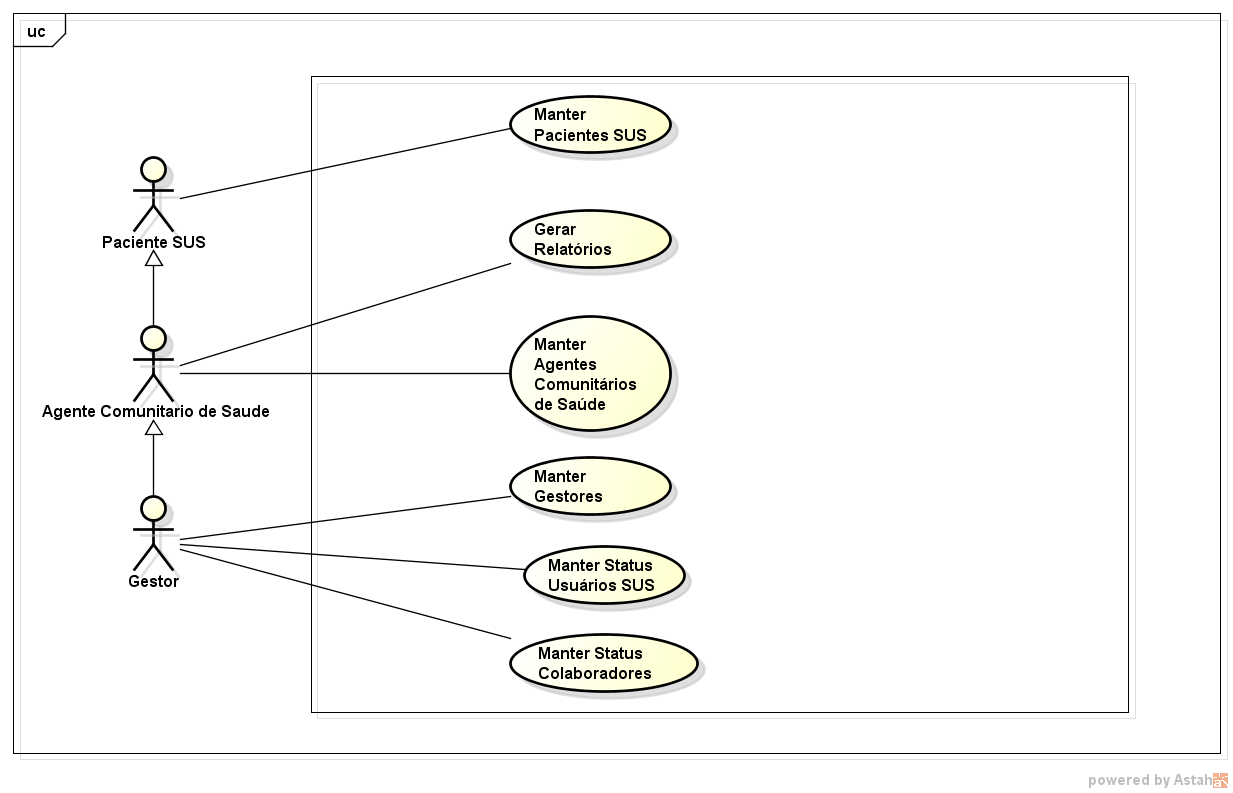 uc
Manter
Pacientes SUS
Paciente SUS
Gerar
Relatórios
Manter
Agentes
Comunitários
de Saúde
Agente Comunitario de Saude
Manter
Gestores
Manter Status
Usuários SUS
Gestor
Manter Status
Colaboradores
powered by Astah